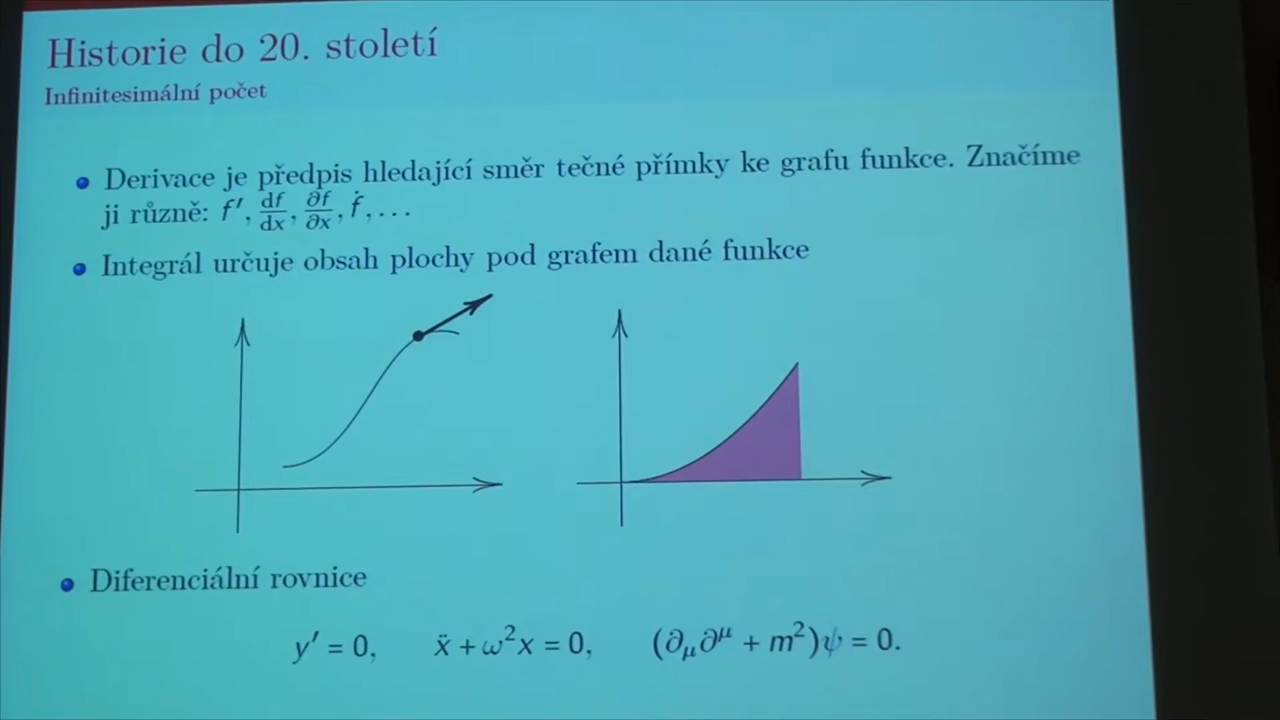 Historie do 20. století
Infinitesimální počet
Derivace je předpis hledající směr tečné přímky ke grafu funkce. Značíme
ji různě: f′, df/dx, ∂f/∂x, ḟ, …
Integrál určuje obsah plochy pod grafem dané funkce
Diferenciální rovnice
y′ = 0, ẍ + ω²x = 0, (∂_μ∂^μ + m²)ψ = 0.